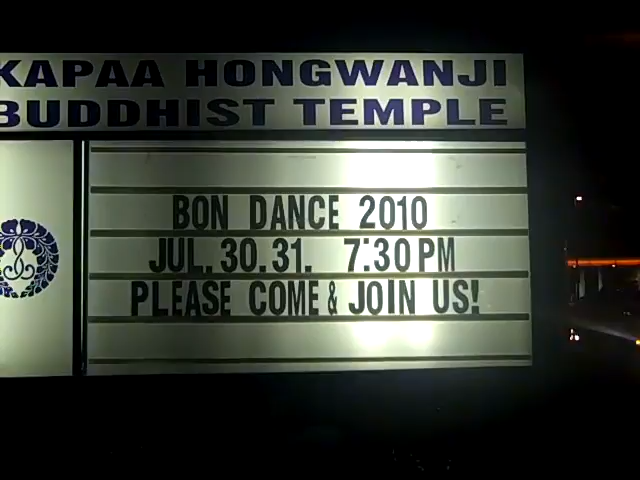 KAPAA HONGWANJI
BUDDHIST TEMPLE
BON DANCE 2010
JUL. 30. 31. 7:30 PM
PLEASE COME & JOIN US!